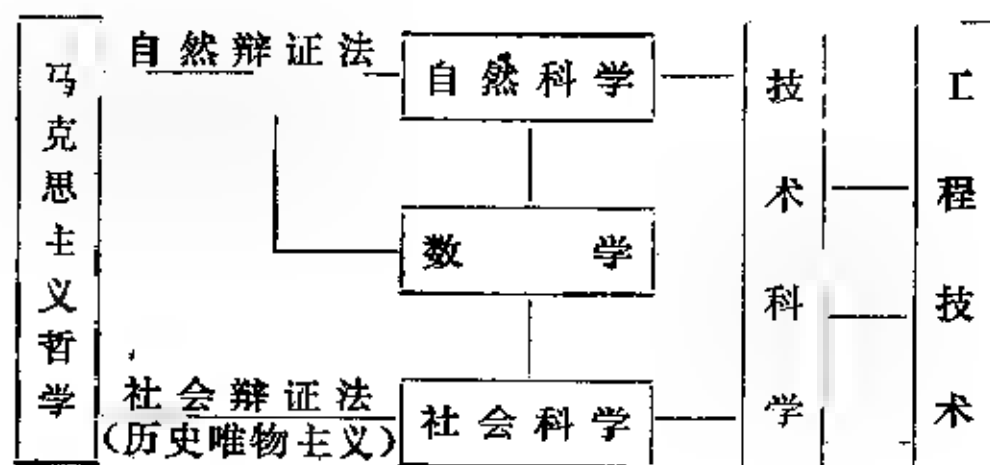 马克思主义哲学
自然辩证法
自然科学
数学
社会辩证法
(历史唯物主义)
社会科学
技术科学
工程技术